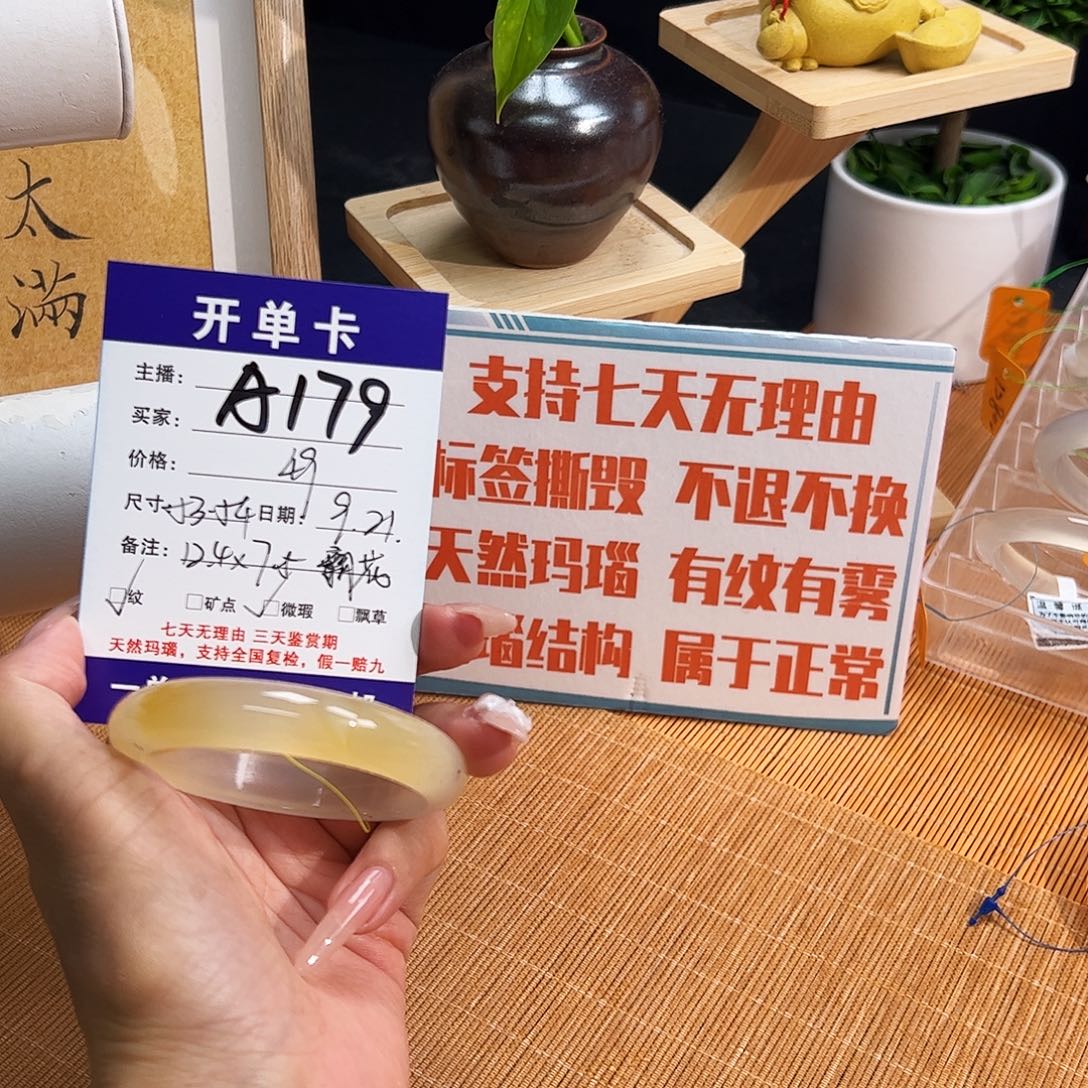 太
满
开单卡
主播:
A179
买家:
价格: 49
尺寸: 53-54 日期: 9.21.
备注: 12.4×7.5 飘花
纹 矿点 微瑕 飘草
七天无理由 三天鉴赏期
天然玛瑙，支持全国复检，假一赔九
支持七天无理由
标签撕毁 不退不换
天然玛瑙 有纹有雾
瑙结构 属于正常